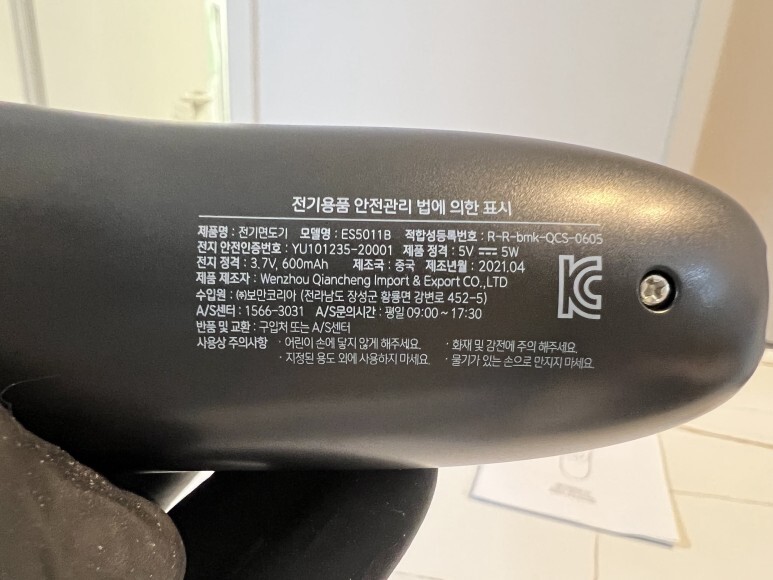 전기용품 안전관리 법에 의한 표시
제품명 : 전기면도기 모델명 : ES5011B 적합성등록번호 : R-R-bmk-QCS-0605
전지 안전인증번호 : YU101235-20001 제품 정격 : 5V ⎓ 5W
전지 정격 : 3.7V, 600mAh 제조국 : 중국 제조년월 : 2021.04
제품 제조자 : Wenzhou Qiancheng Import & Export CO.,LTD
수입원 : ㈜보만코리아 (전라남도 장성군 황룡면 강변로 452-5)
A/S센터 : 1566-3031 A/S문의시간 : 평일 09:00 ~ 17:30
반품 및 교환 : 구입처 또는 A/S센터
사용상 주의사항 · 어린이 손에 닿지 않게 해주세요. · 화재 및 감전에 주의 해주세요.
· 지정된 용도 외에 사용하지 마세요. · 물기가 있는 손으로 만지지 마세요.
KC